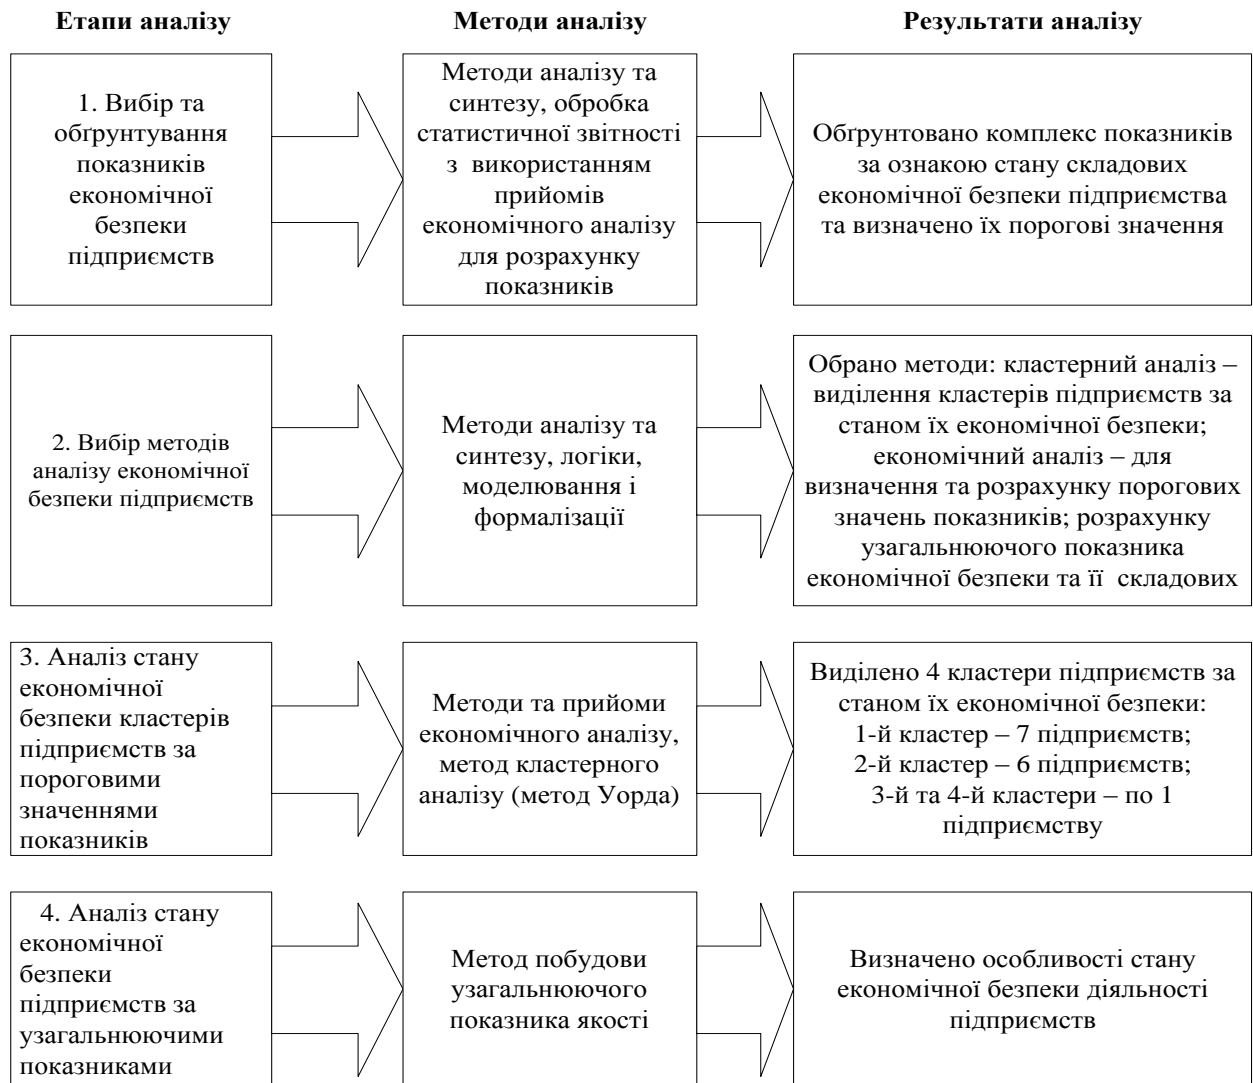 Етапи аналізу
Методи аналізу
Результати аналізу
1. Вибір та
обґрунтування
показників
економічної
безпеки
підприємств
Методи аналізу та
синтезу, обробка
статистичної звітності
з використанням
прийомів
економічного аналізу
для розрахунку
показників
Обґрунтовано комплекс показників
за ознакою стану складових
економічної безпеки підприємства
та визначено їх порогові значення
2. Вибір методів
аналізу економічної
безпеки підприємств
Методи аналізу та
синтезу, логіки,
моделювання і
формалізації
Обрано методи: кластерний аналіз –
виділення кластерів підприємств за
станом їх економічної безпеки;
економічний аналіз – для
визначення та розрахунку порогових
значень показників; розрахунку
узагальнюючого показника
економічної безпеки та її складових
3. Аналіз стану
економічної
безпеки кластерів
підприємств за
пороговими
значеннями
показників
Методи та прийоми
економічного аналізу,
метод кластерного
аналізу (метод Уорда)
Виділено 4 кластери підприємств за
станом їх економічної безпеки:
1-й кластер – 7 підприємств;
2-й кластер – 6 підприємств;
3-й та 4-й кластери – по 1
підприємству
4. Аналіз стану
економічної
безпеки
підприємств за
узагальнюючими
показниками
Метод побудови
узагальнюючого
показника якості
Визначено особливості стану
економічної безпеки діяльності
підприємств